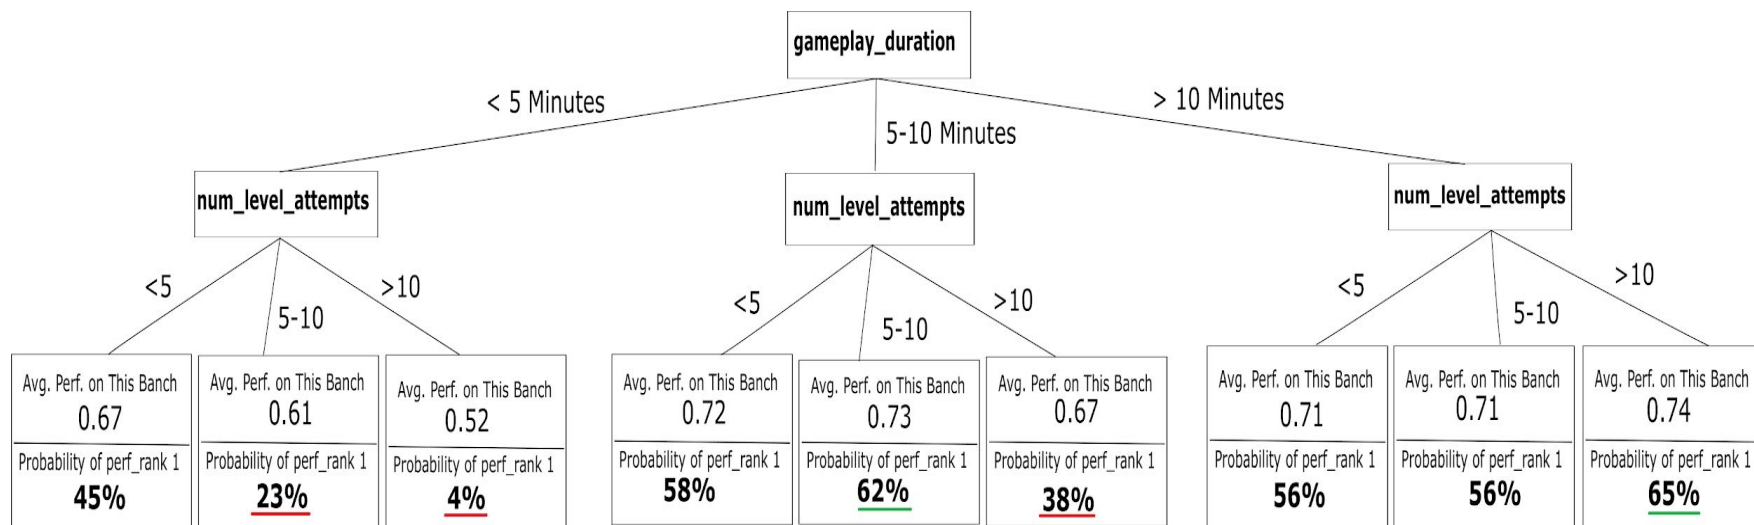 gameplay_duration
< 5 Minutes
5-10 Minutes
> 10 Minutes
num_level_attempts
num_level_attempts
num_level_attempts
<5
5-10
>10
<5
5-10
>10
<5
5-10
>10
Avg. Perf. on This Banch
0.67
Probability of perf_rank 1
45%
Avg. Perf. on This Banch
0.61
Probability of perf_rank 1
23%
Avg. Perf. on This Banch
0.52
Probability of perf_rank 1
4%
Avg. Perf. on This Banch
0.72
Probability of perf_rank 1
58%
Avg. Perf. on This Banch
0.73
Probability of perf_rank 1
62%
Avg. Perf. on This Banch
0.67
Probability of perf_rank 1
38%
Avg. Perf. on This Banch
0.71
Probability of perf_rank 1
56%
Avg. Perf. on This Banch
0.71
Probability of perf_rank 1
56%
Avg. Perf. on This Banch
0.74
Probability of perf_rank 1
65%